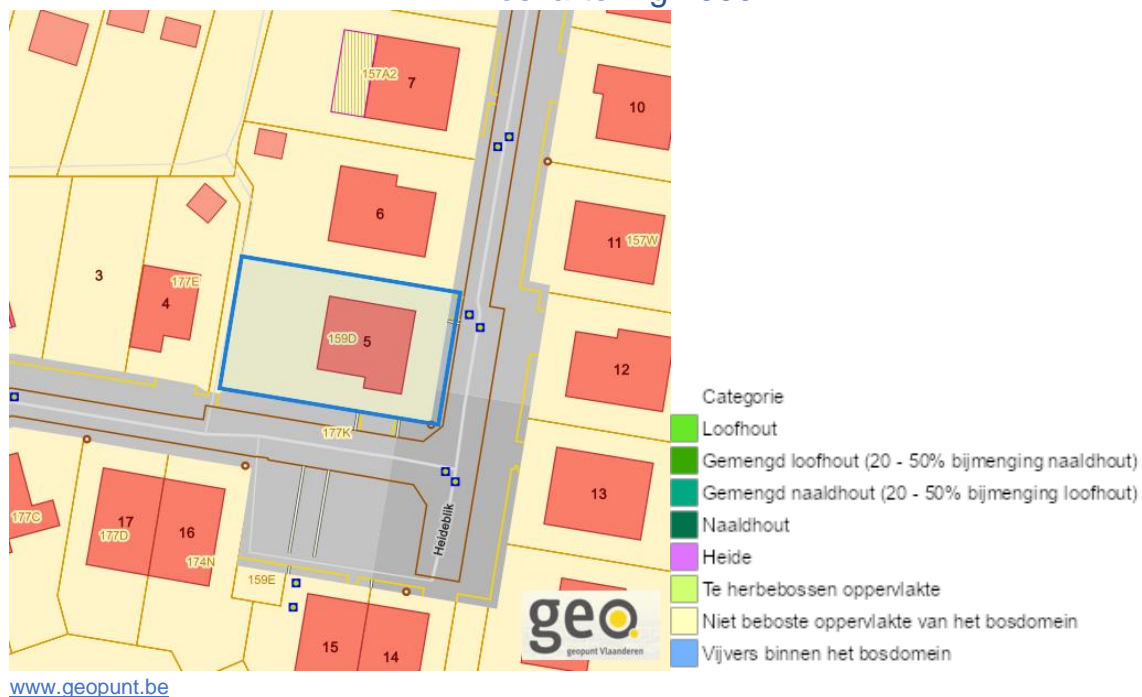 157A2
7
10
6
11 157W
3
177E
4
159D 5
12
177K
13
177C
17
16
177D
174N
Heideblik
159E
15
14
geo
geopunt Vlaanderen
Categorie
Loofhout
Gemengd loofhout (20 - 50% bijmenging naaldhout)
Gemengd naaldhout (20 - 50% bijmenging loofhout)
Naaldhout
Heide
Te herbebossen oppervlakte
Niet beboste oppervlakte van het bosdomein
Vijvers binnen het bosdomein
www.geopunt.be